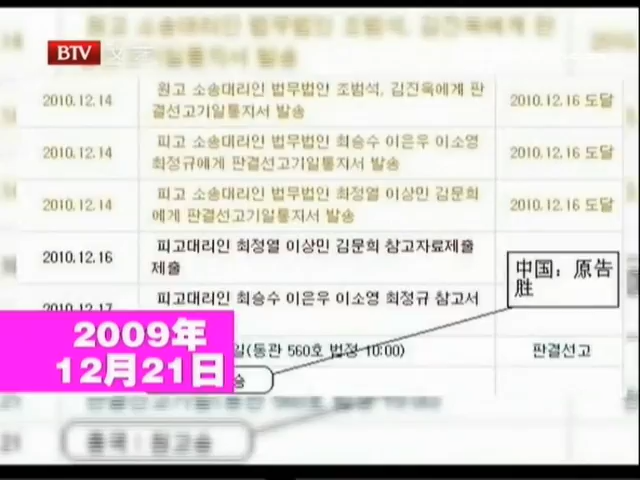 BTV
2010.12.14
원고 소송대리인 법무법인 조범석, 김진욱에게 판
결선고기일통지서 발송
2010.12.16 도달
2010.12.14
피고 소송대리인 법무법인 최승수 이은우 이소영
최정규에게 판결선고기일통지서 발송
2010.12.16 도달
2010.12.14
피고 소송대리인 법무법인 최정열 이상민 김문희
에게 판결선고기일통지서 발송
2010.12.16 도달
2010.12.16
피고대리인 최정열 이상민 김문희 참고자료제출
제출
中国：原告
胜
2010.12.17
피고대리인 최승수 이은우 이소영 최정규 참고서
2009年
12月21日
일(동관 560호 법정 10:00)
판결선고
승
종국 : 원고승